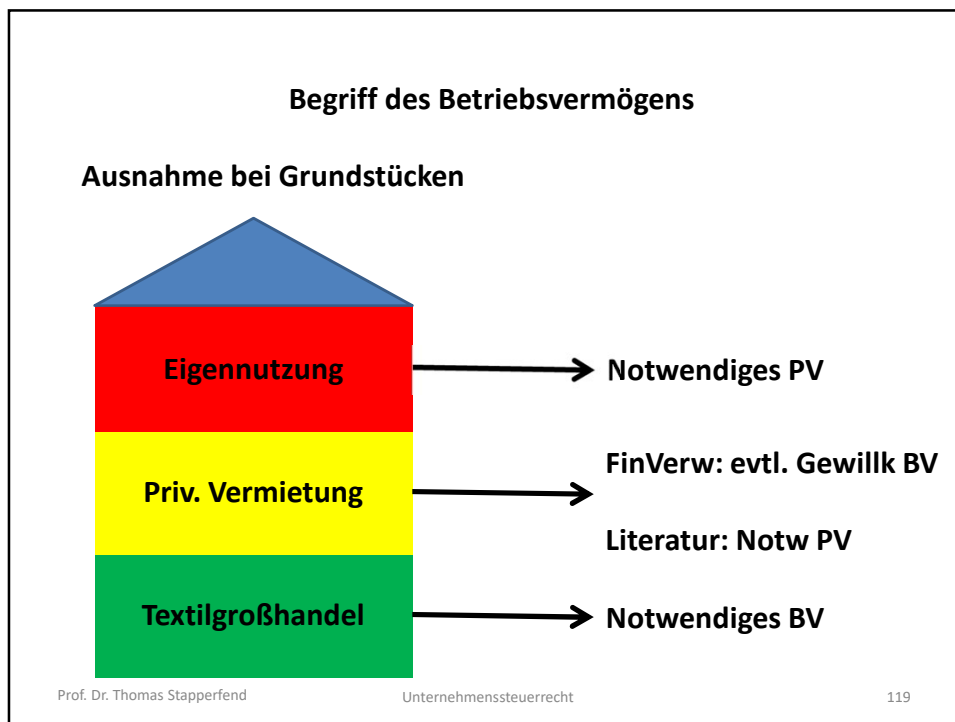 Begriff des Betriebsvermögens
Ausnahme bei Grundstücken
Eigennutzung
Notwendiges PV
Priv. Vermietung
FinVerw: evtl. Gewillk BV
Literatur: Notw PV
Textilgroßhandel
Notwendiges BV
Prof. Dr. Thomas Stapperfend
Unternehmenssteuerrecht
119